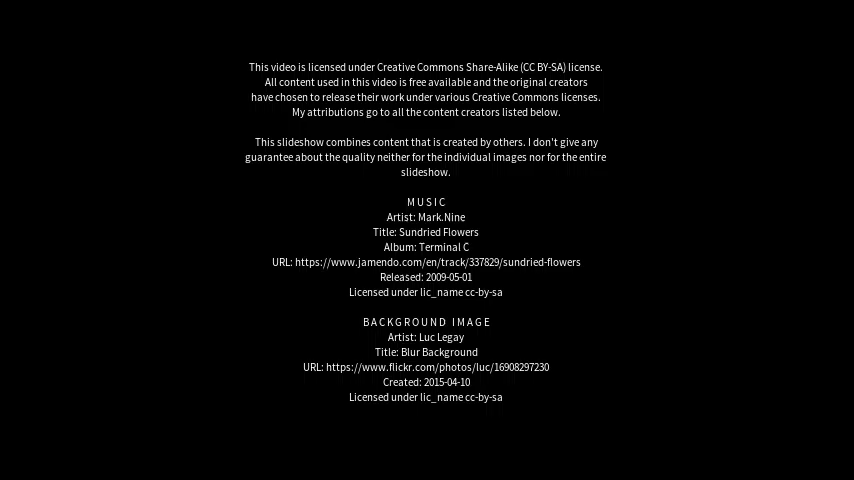 This video is licensed under Creative Commons Share-Alike (CC BY-SA) license.
All content used in this video is free available and the original creators
have chosen to release their work under various Creative Commons licenses.
My attributions go to all the content creators listed below.
This slideshow combines content that is created by others. I don't give any
guarantee about the quality neither for the individual images nor for the entire
slideshow.
MUSIC
Artist: Mark.Nine
Title: Sundried Flowers
Album: Terminal C
URL: https://www.jamendo.com/en/track/337829/sundried-flowers
Released: 2009-05-01
Licensed under lic_name cc-by-sa
BACKGROUND IMAGE
Artist: Luc Legay
Title: Blur Background
URL: https://www.flickr.com/photos/luc/16908297230
Created: 2015-04-10
Licensed under lic_name cc-by-sa